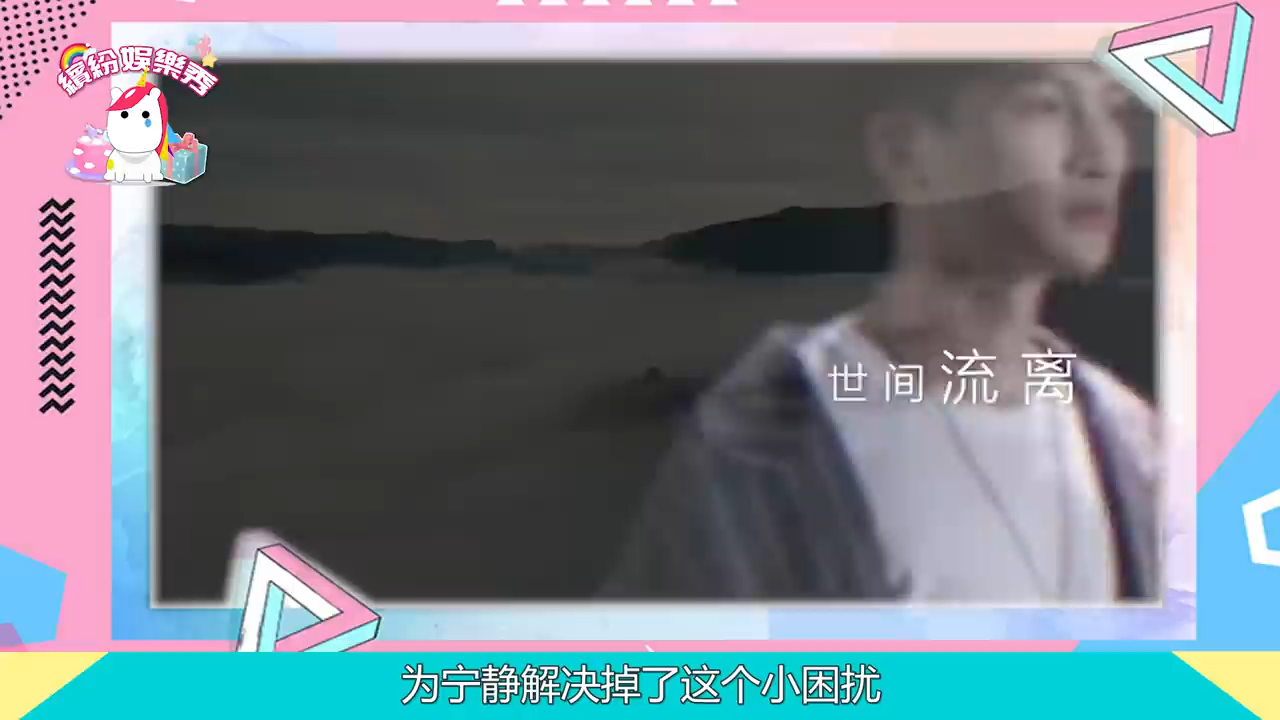 繽紛娛樂秀
世间流离
为宁静解决掉了这个小困扰